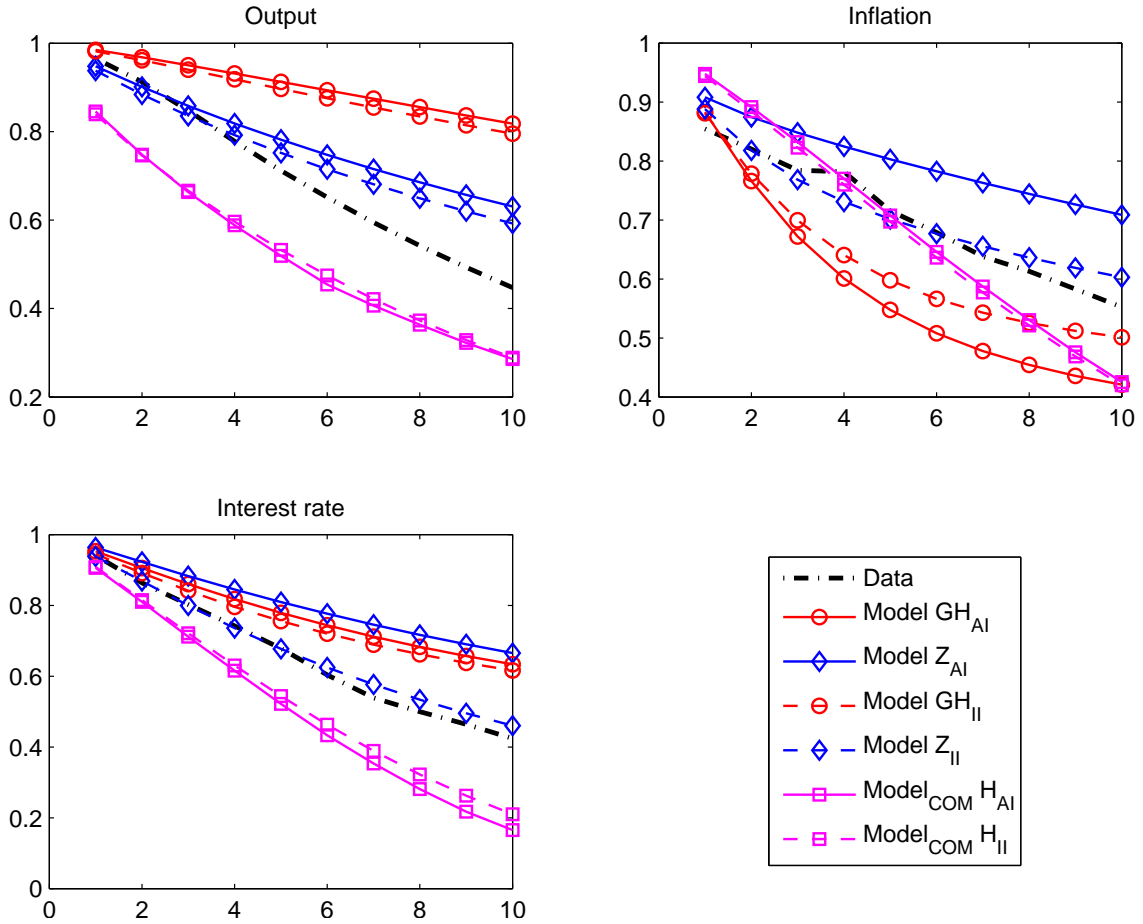 Output
1
0.8
0.6
0.4
0.2
0 2 4 6 8 10
Inflation
1
0.9
0.8
0.7
0.6
0.5
0.4
0 2 4 6 8 10
Interest rate
1
0.8
0.6
0.4
0.2
0
0 2 4 6 8 10
Data
Model GH_AI
Model Z_AI
Model GH_II
Model Z_II
Model_COM H_AI
Model_COM H_II